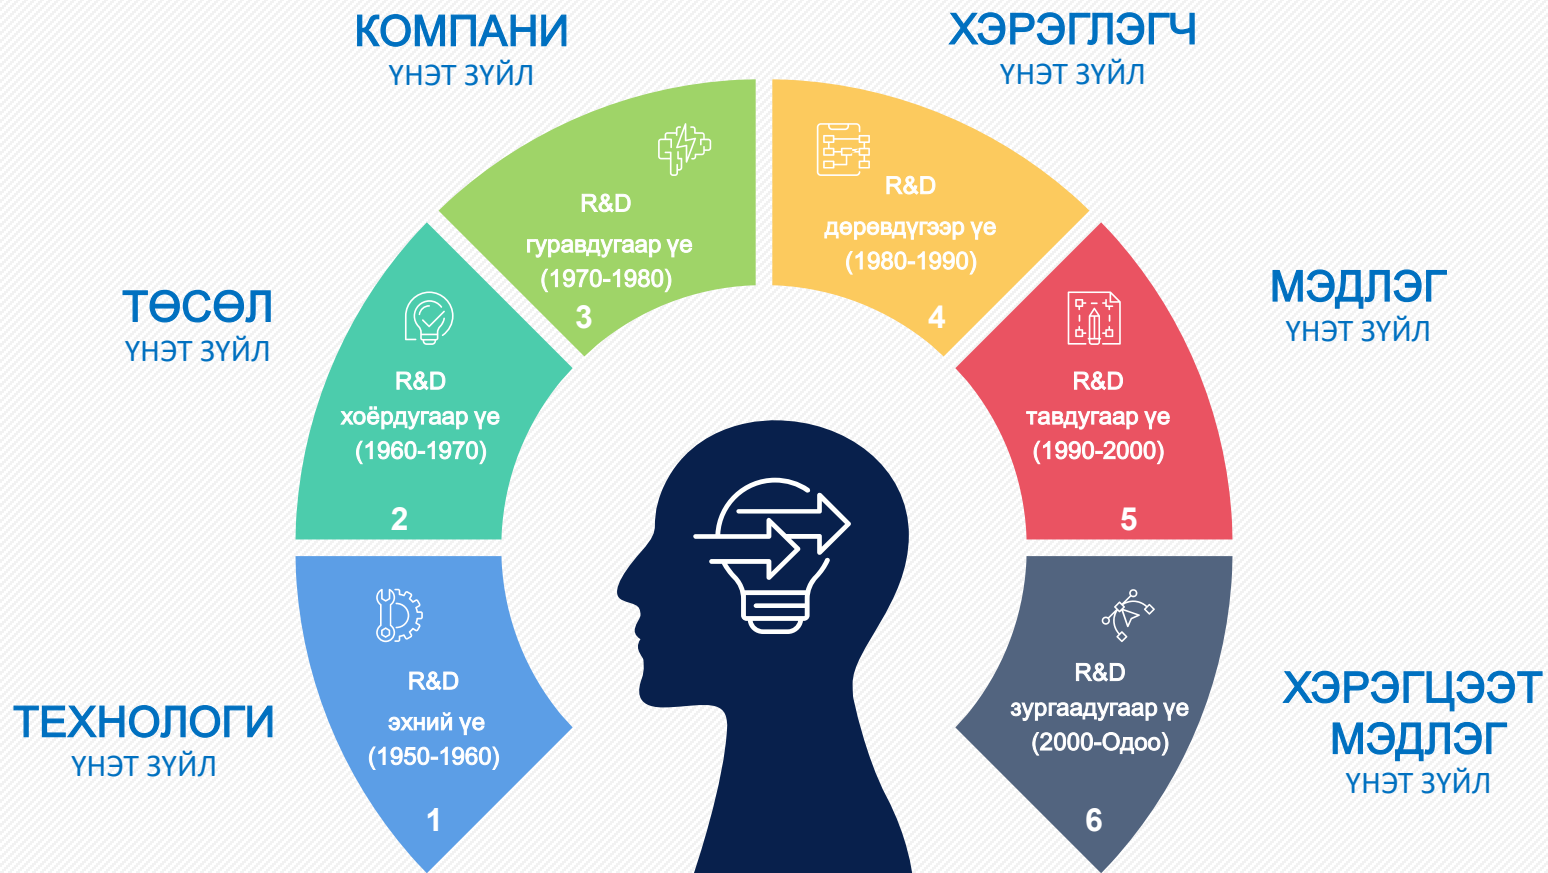 КОМПАНИ
ҮНЭТ ЗҮЙЛ
ХЭРЭГЛЭГЧ
ҮНЭТ ЗҮЙЛ
R&D
гуравдугаар үе
(1970-1980)
3
R&D
дөрөвдүгээр үе
(1980-1990)
4
ТӨСӨЛ
ҮНЭТ ЗҮЙЛ
R&D
хоёрдугаар үе
(1960-1970)
2
R&D
тавдугаар үе
(1990-2000)
5
МЭДЛЭГ
ҮНЭТ ЗҮЙЛ
ТЕХНОЛОГИ
ҮНЭТ ЗҮЙЛ
R&D
эхний үе
(1950-1960)
1
R&D
зургаадугаар үе
(2000-Одоо)
6
ХЭРЭГЦЭЭТ
МЭДЛЭГ
ҮНЭТ ЗҮЙЛ